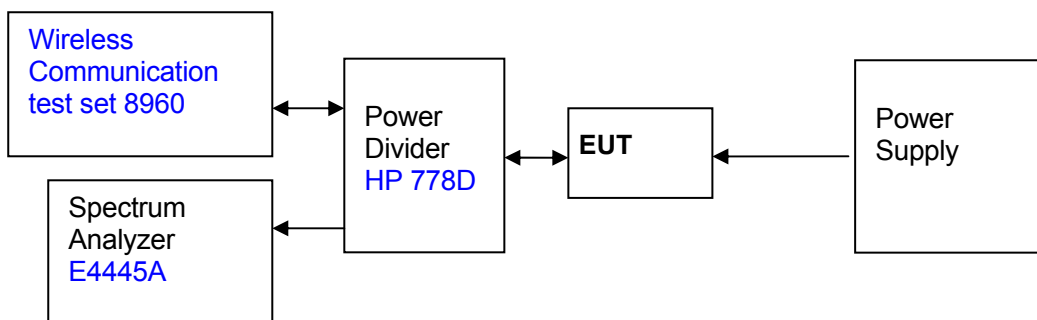 Wireless
Communication
test set 8960
Power
Divider
HP 778D
EUT
Power
Supply
Spectrum
Analyzer
E4445A